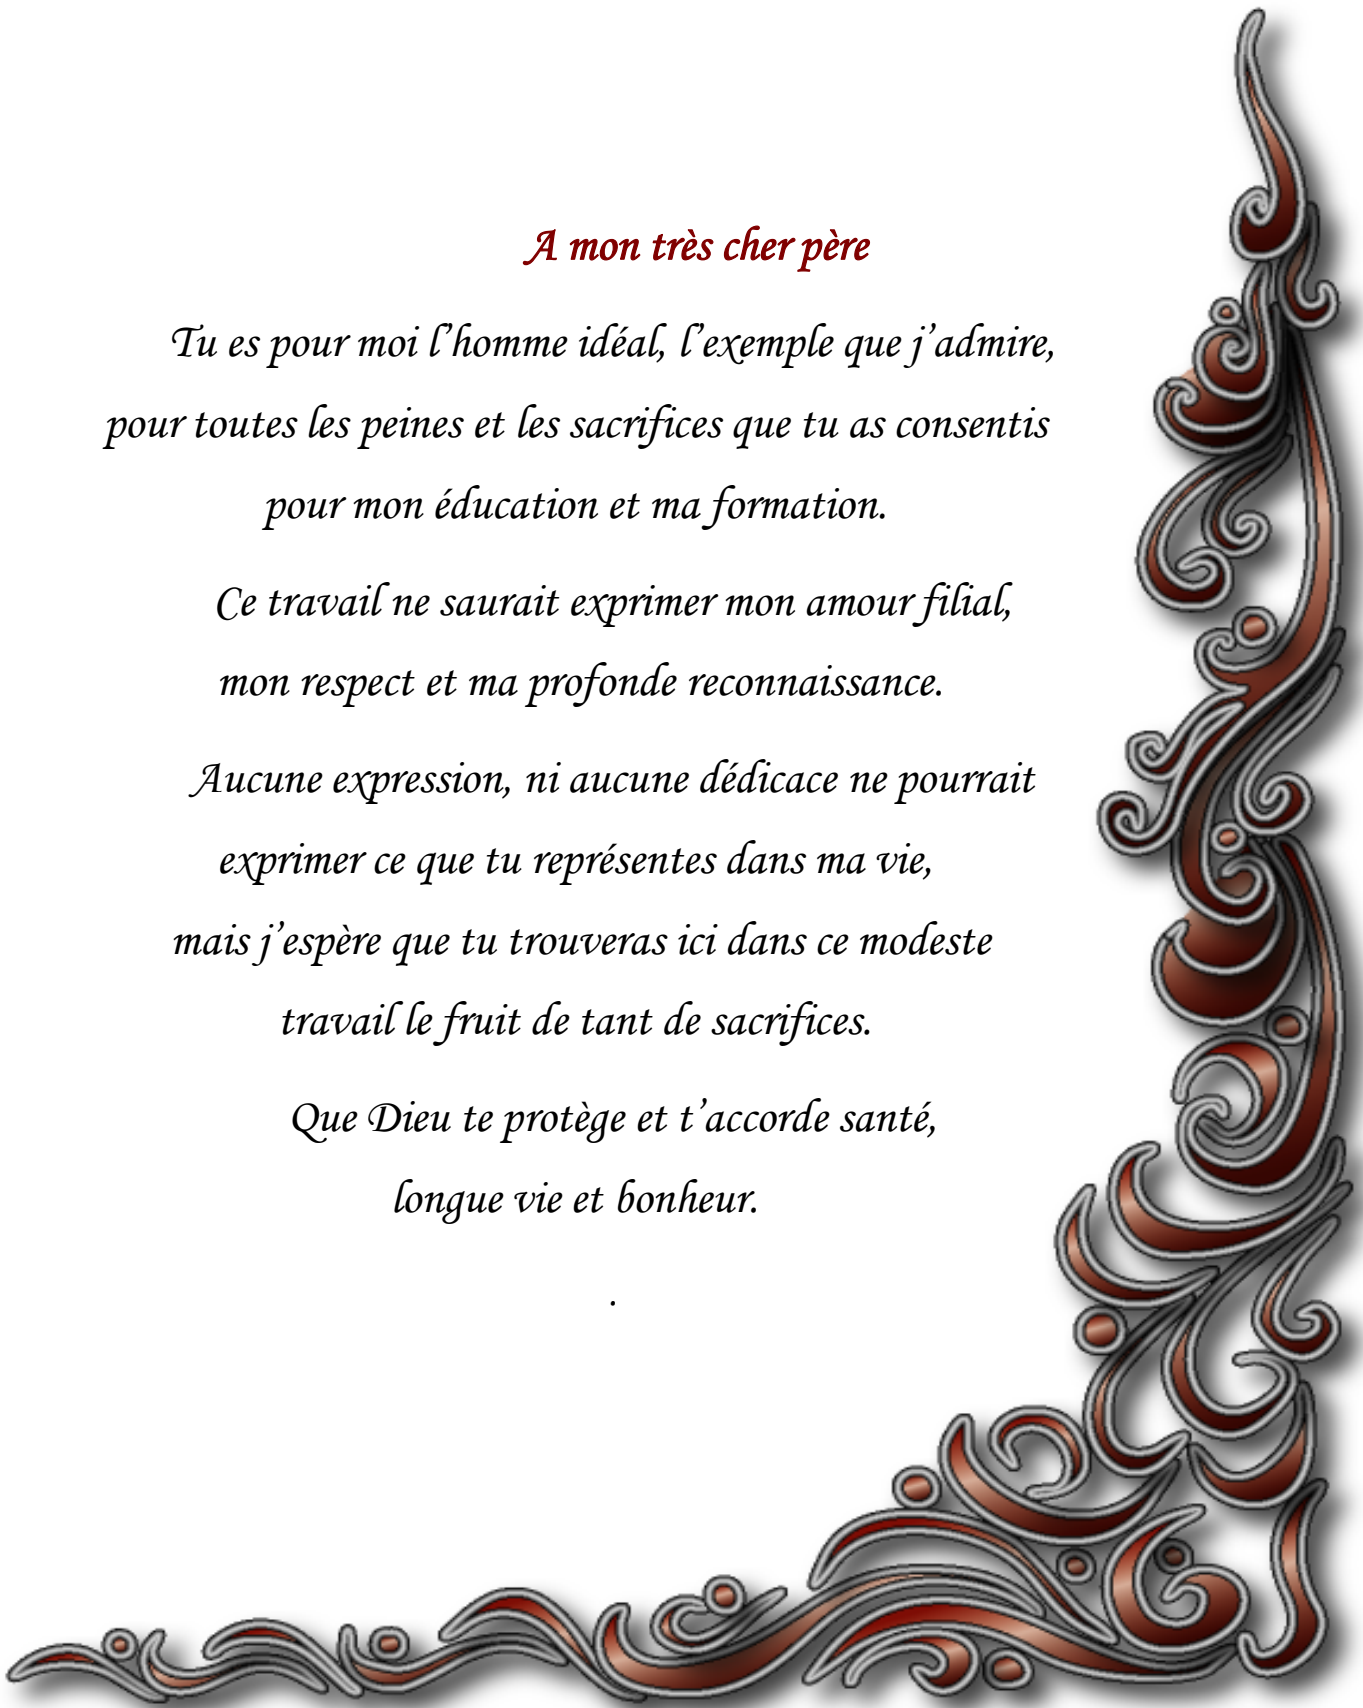 A mon très cher père
Tu es pour moi l’homme idéal, l’exemple que j’admire,
pour toutes les peines et les sacrifices que tu as consentis
pour mon éducation et ma formation.
Ce travail ne saurait exprimer mon amour filial,
mon respect et ma profonde reconnaissance.
Aucune expression, ni aucune dédicace ne pourrait
exprimer ce que tu représentes dans ma vie,
mais j’espère que tu trouveras ici dans ce modeste
travail le fruit de tant de sacrifices.
Que Dieu te protège et t’accorde santé,
longue vie et bonheur.
.